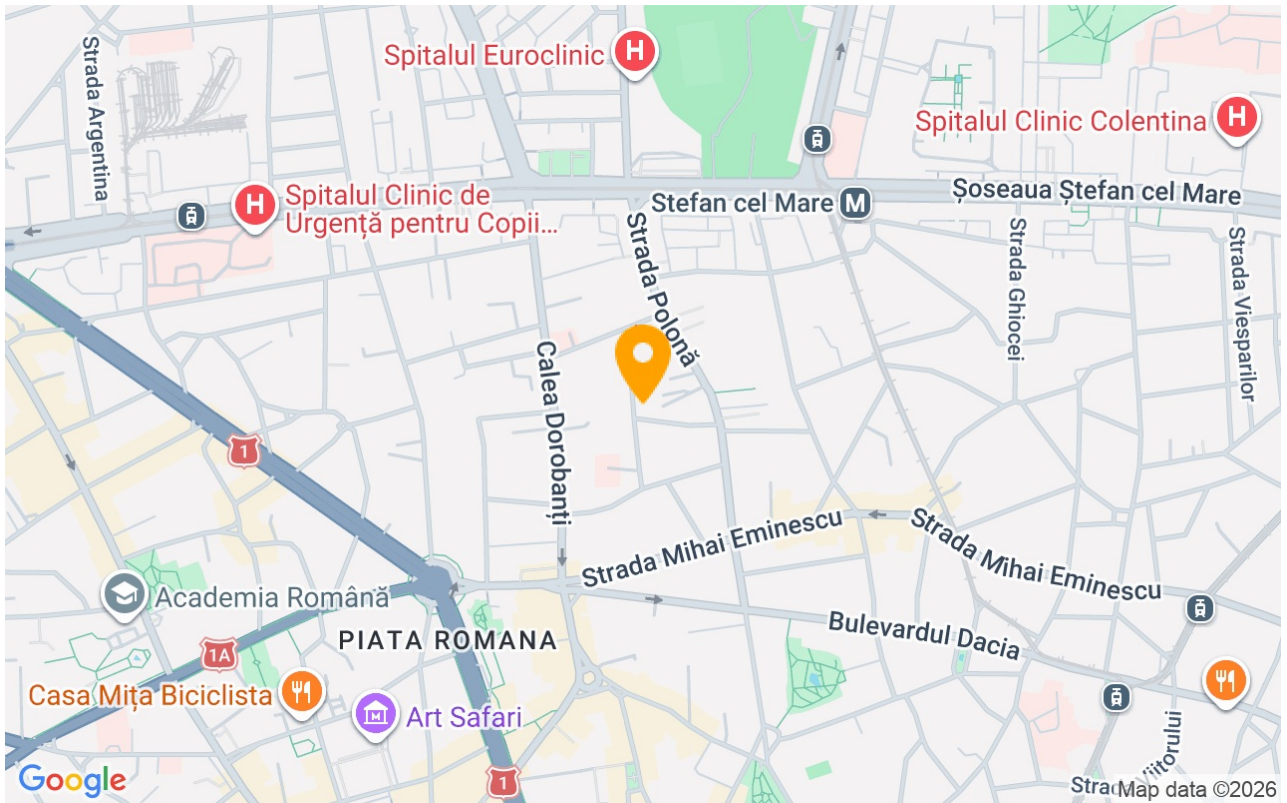 Strada Argentina
Spitalul Euroclinic
H
Spitalul Clinic Colentina
H
H
Spitalul Clinic de
Urgență pentru Copii...
Stefan cel Mare
M
Șoseaua Ștefan cel Mare
Strada Polonă
Strada Ghiocei
Strada Viesparilor
Calea Dorobanți
1
Strada Mihai Eminescu
Strada Mihai Eminescu
Academia Română
PIATA ROMANA
Bulevardul Dacia
1A
Casa Mița Biciclista
Art Safari
M
1
Strada Viitorului
Google
Map data ©2026